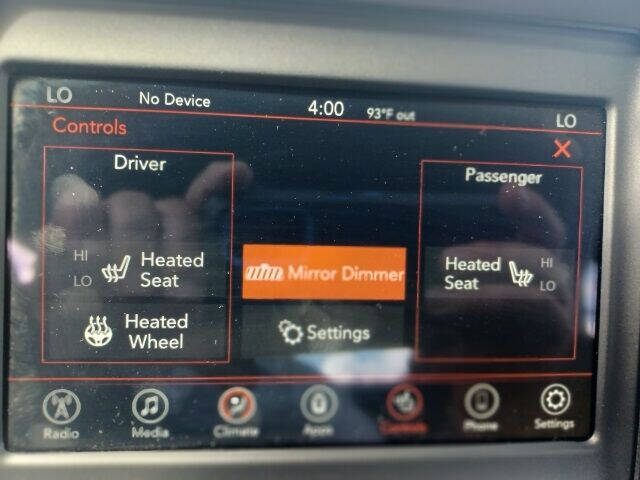 LO No Device 4:00 93°F out LO
Controls
Driver
Passenger
HI
LO
Heated
Seat
Mirror Dimmer
Heated
Seat
HI
LO
Heated
Wheel
Settings
Radio Media Climate Apps Controls Phone Settings